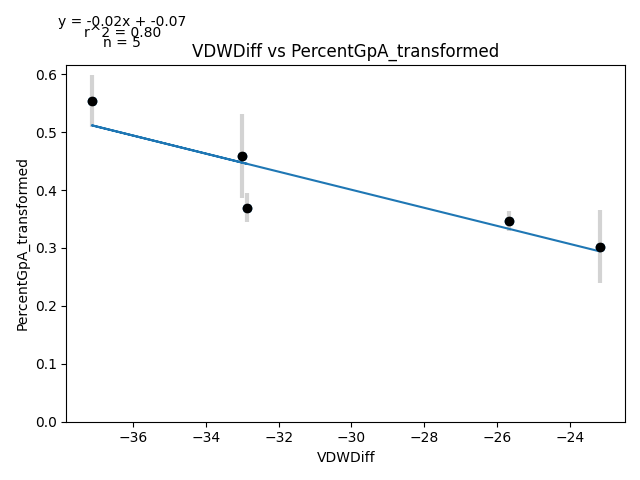 y = -0.02x + -0.07
r^2 = 0.80
n = 5
VDWDiff vs PercentGpA_transformed
0.6
0.5
0.4
0.3
0.2
0.1
0.0
PercentGpA_transformed
−36
−34
−32
−30
−28
−26
−24
VDWDiff